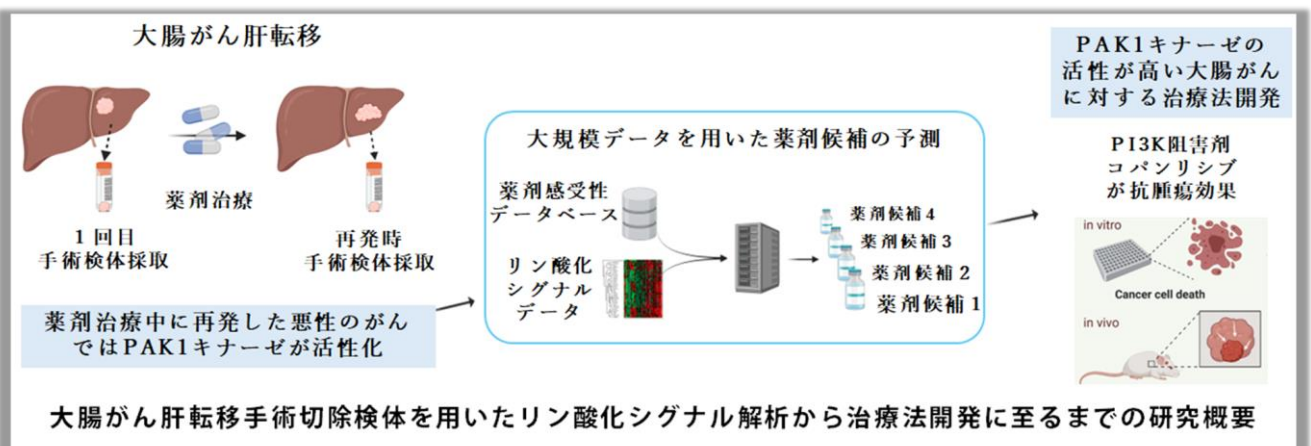 大腸がん肝転移
薬剤治療
1回目
手術検体採取
再発時
手術検体採取
薬剤治療中に再発した悪性のがん
ではPAK1キナーゼが活性化
大規模データを用いた薬剤候補の予測
薬剤感受性
データベース
リン酸化
シグナル
データ
薬剤候補4
薬剤候補3
薬剤候補2
薬剤候補1
PAK1キナーゼの
活性が高い大腸がん
に対する治療法開発
PI3K阻害剤
コパンリシブ
が抗腫瘍効果
in vitro
Cancer cell death
in vivo
大腸がん肝転移手術切除検体を用いたリン酸化シグナル解析から治療法開発に至るまでの研究概要